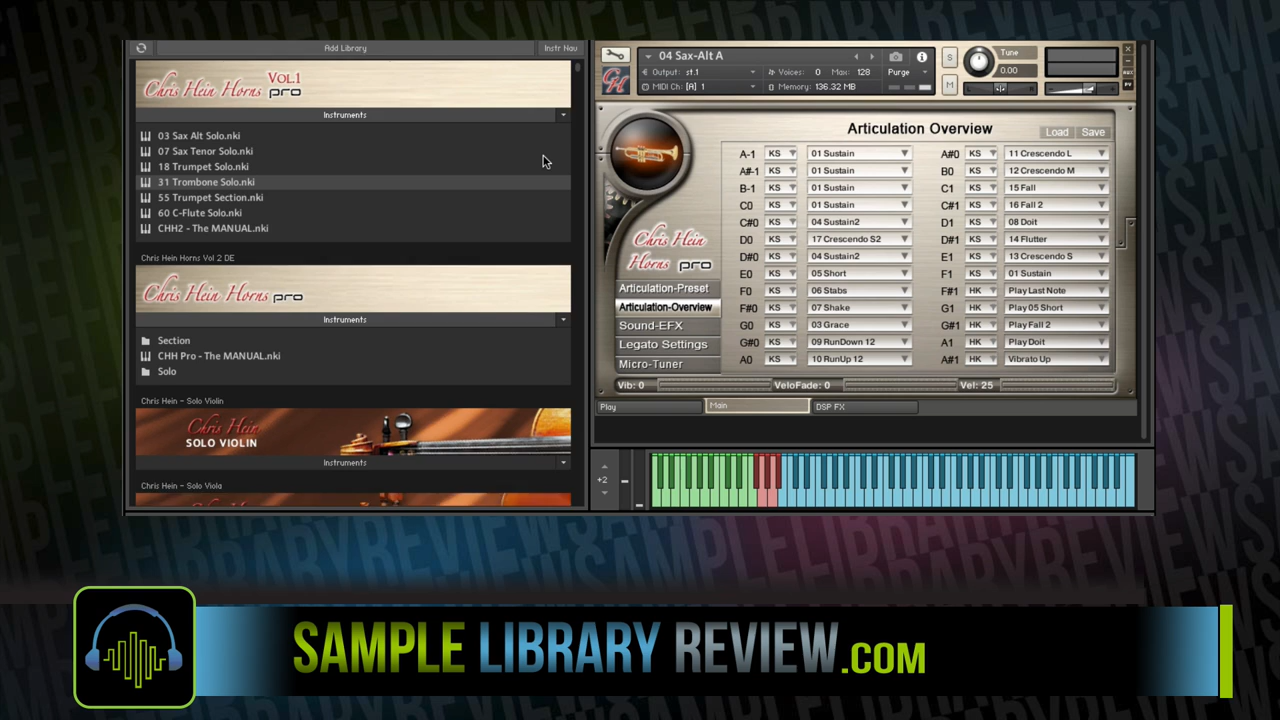 Add Library
Instr Nav
Chris Hein Horns VOL.1 pro
Instruments
03 Sax Alt Solo.nki
07 Sax Tenor Solo.nki
18 Trumpet Solo.nki
31 Trombone Solo.nki
55 Trumpet Section.nki
60 C-Flute Solo.nki
CHH2 - The MANUAL.nki
Chris Hein Horns Vol 2 DE
Chris Hein Horns pro
Instruments
Section
CHH Pro - The MANUAL.nki
Solo
Chris Hein - Solo Violin
Chris Hein
SOLO VIOLIN
Instruments
Chris Hein - Solo Viola
04 Sax-Alt A
Output: st.1 Voices: 0 Max: 128 Purge
MIDI Ch: [A] 1 Memory: 136.32 MB
S
M
Tune
0.00
AUX
PV
Articulation Overview
Load Save
A-1 KS 01 Sustain A#0 KS 11 Crescendo L
A#-1 KS 01 Sustain B0 KS 12 Crescendo M
B-1 KS 01 Sustain C1 KS 15 Fall
C0 KS 01 Sustain C#1 KS 16 Fall 2
C#0 KS 04 Sustain2 D1 KS 08 Doit
D0 KS 17 Crescendo S2 D#1 KS 14 Flutter
D#0 KS 04 Sustain2 E1 KS 13 Crescendo S
E0 KS 05 Short F1 KS 01 Sustain
F0 KS 06 Stabs F#1 HK Play Last Note
F#0 KS 07 Shake G1 HK Play 05 Short
G0 KS 03 Grace G#1 HK Play Fall 2
G#0 KS 09 RunDown 12 A1 HK Play Doit
A0 KS 10 RunUp 12 A#1 HK Vibrato Up
Chris Hein
Horns pro
Articulation-Preset
Articulation-Overview
Sound-EFX
Legato Settings
Micro-Tuner
Vib: 0 VeloFade: 0 Vel: 25
Play Main DSP FX
+2
SAMPLE LIBRARY REVIEW.COM